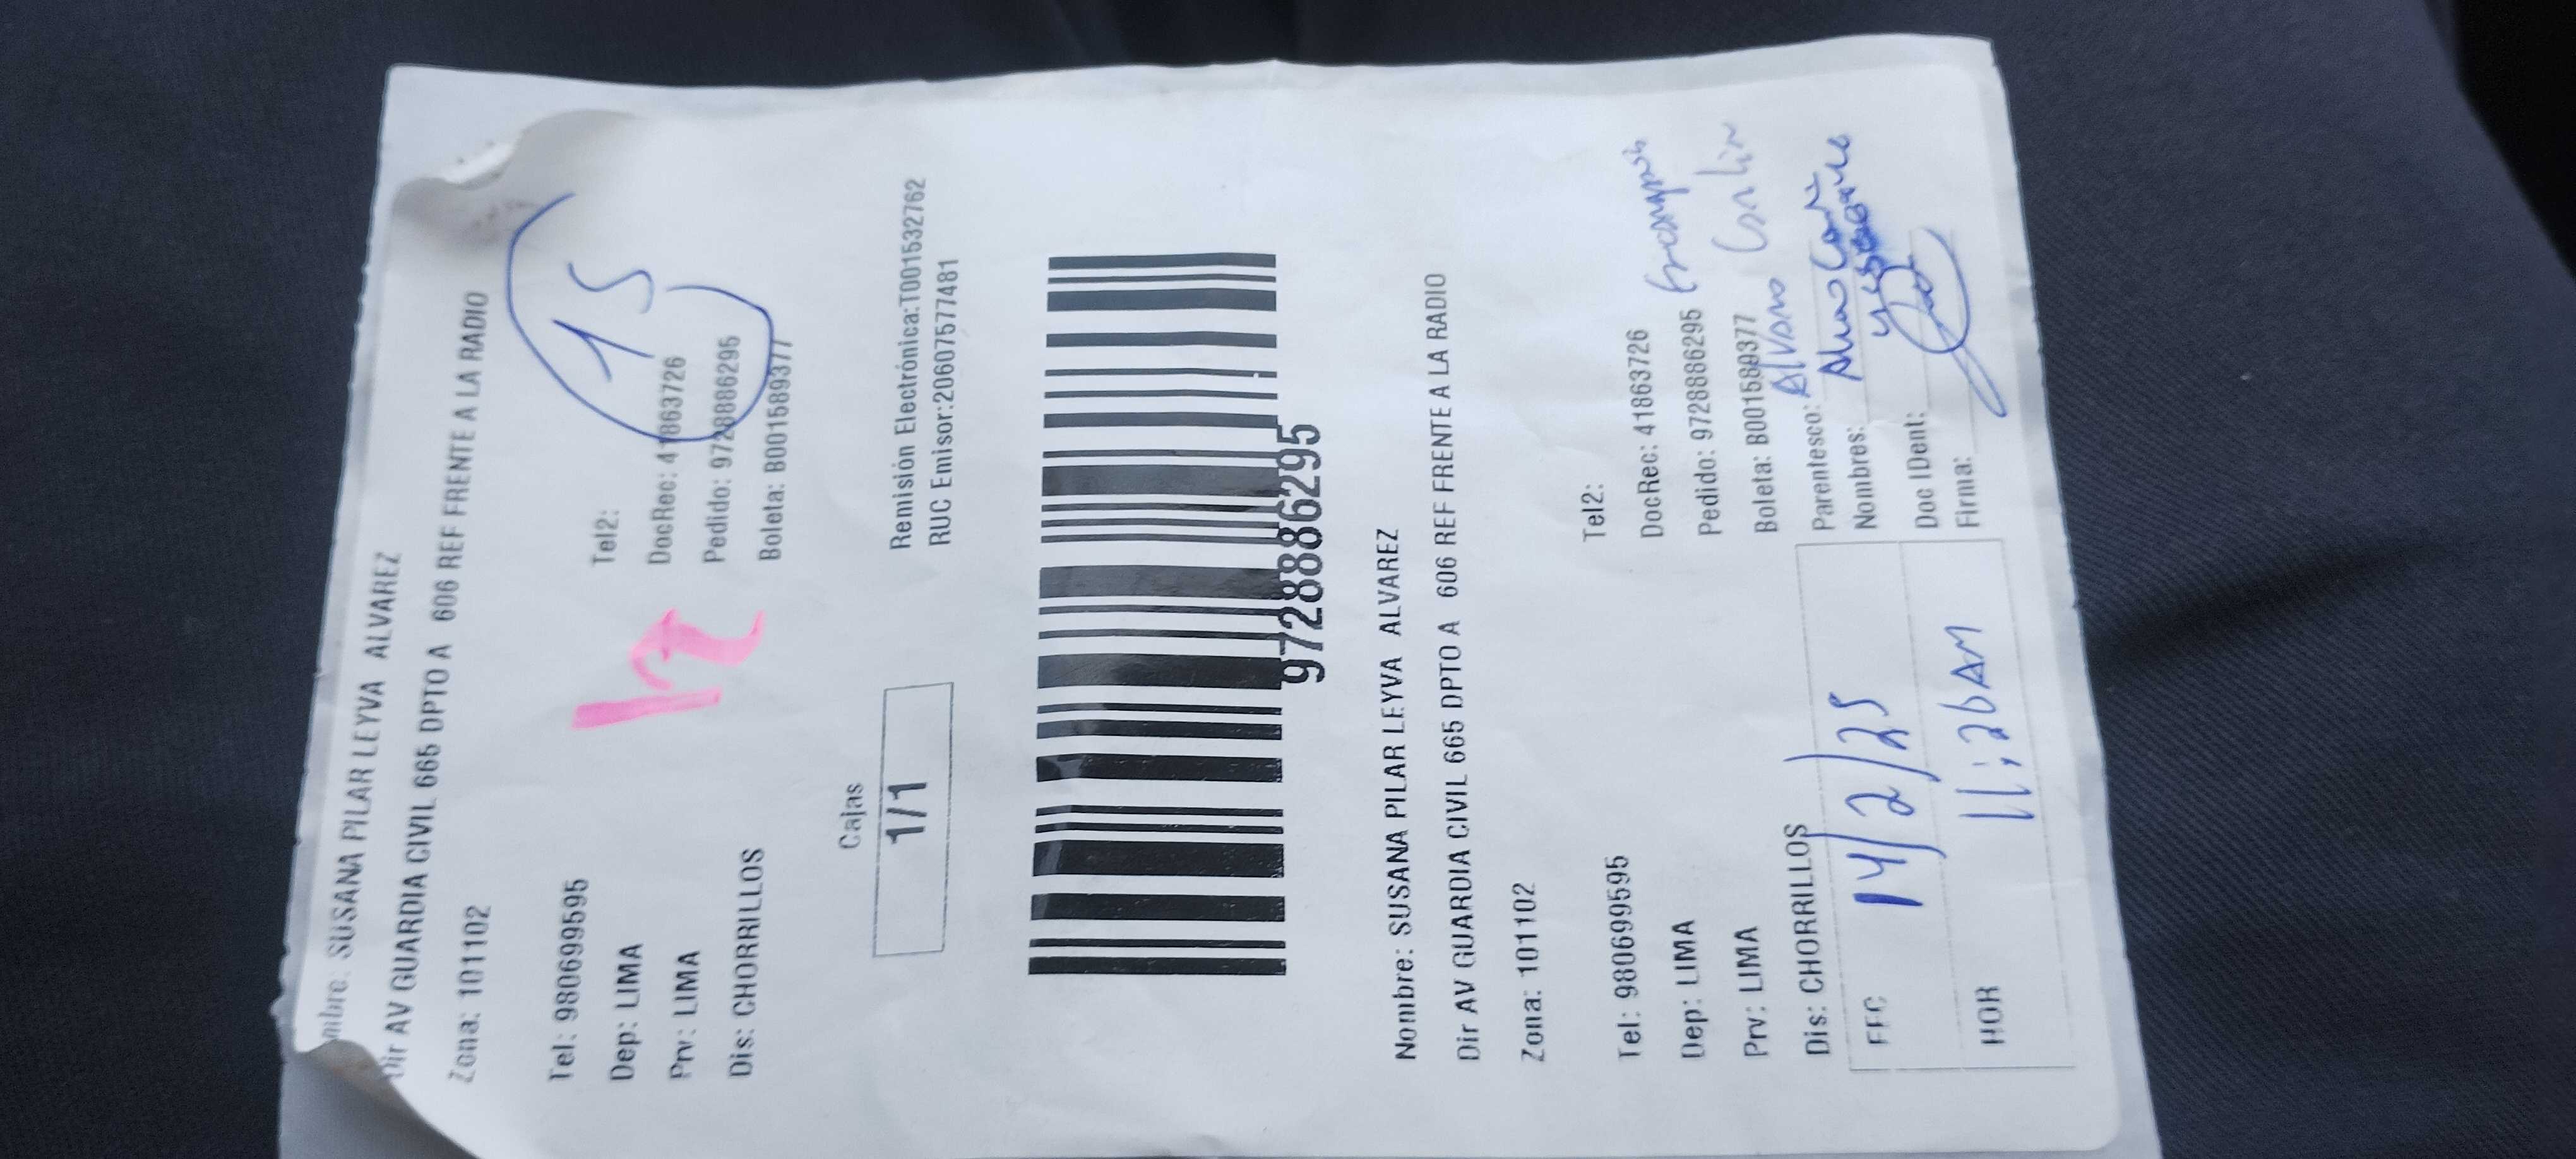 mbre: SUSANA PILAR LEYVA ALVAREZ
Dir AV GUARDIA CIVIL 665 DPTO A 606 REF FRENTE A LA RADIO
Zona: 101102
15
Tel: 980699595
Tel2:
Dep: LIMA
DocRec: 41863726
Prv: LIMA
Pedido: 9728886295
Dis: CHORRILLOS
Boleta: B001589377
12
Cajas
1/1
Remisión Electrónica:T001532762
RUC Emisor:20607577481
9728886295
Nombre: SUSANA PILAR LEYVA ALVAREZ
Dir AV GUARDIA CIVIL 665 DPTO A 606 REF FRENTE A LA RADIO
Zona: 101102
Tel: 980699595
Tel2:
Dep: LIMA
DocRec: 41863726
Prv: LIMA
Pedido: 9728886295
Dis: CHORRILLOS
Boleta: B001589377
Alvaro
Parentesco:
FEC 14/2/25
Nombres:
HOR 11:26AM
Doc IDent:
Firma: